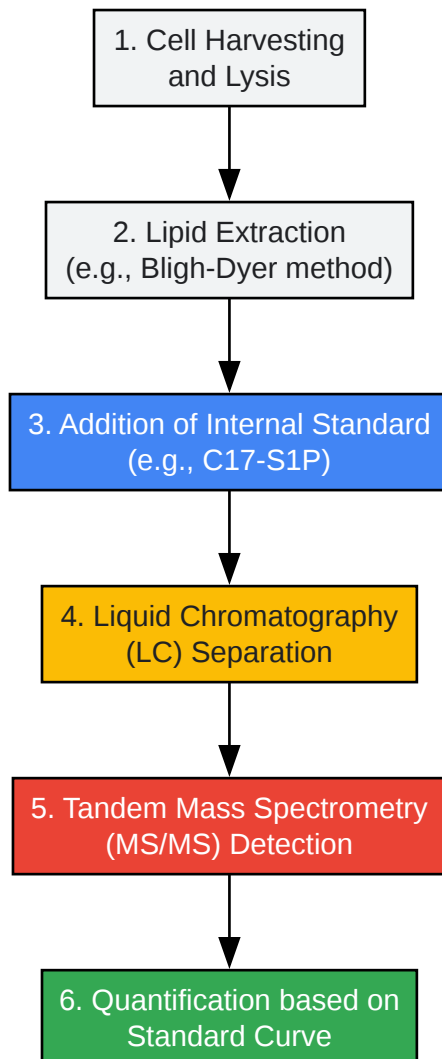 1. Cell Harvesting
and Lysis
2. Lipid Extraction
(e.g., Bligh-Dyer method)
3. Addition of Internal Standard
(e.g., C17-S1P)
4. Liquid Chromatography
(LC) Separation
5. Tandem Mass Spectrometry
(MS/MS) Detection
6. Quantification based on
Standard Curve